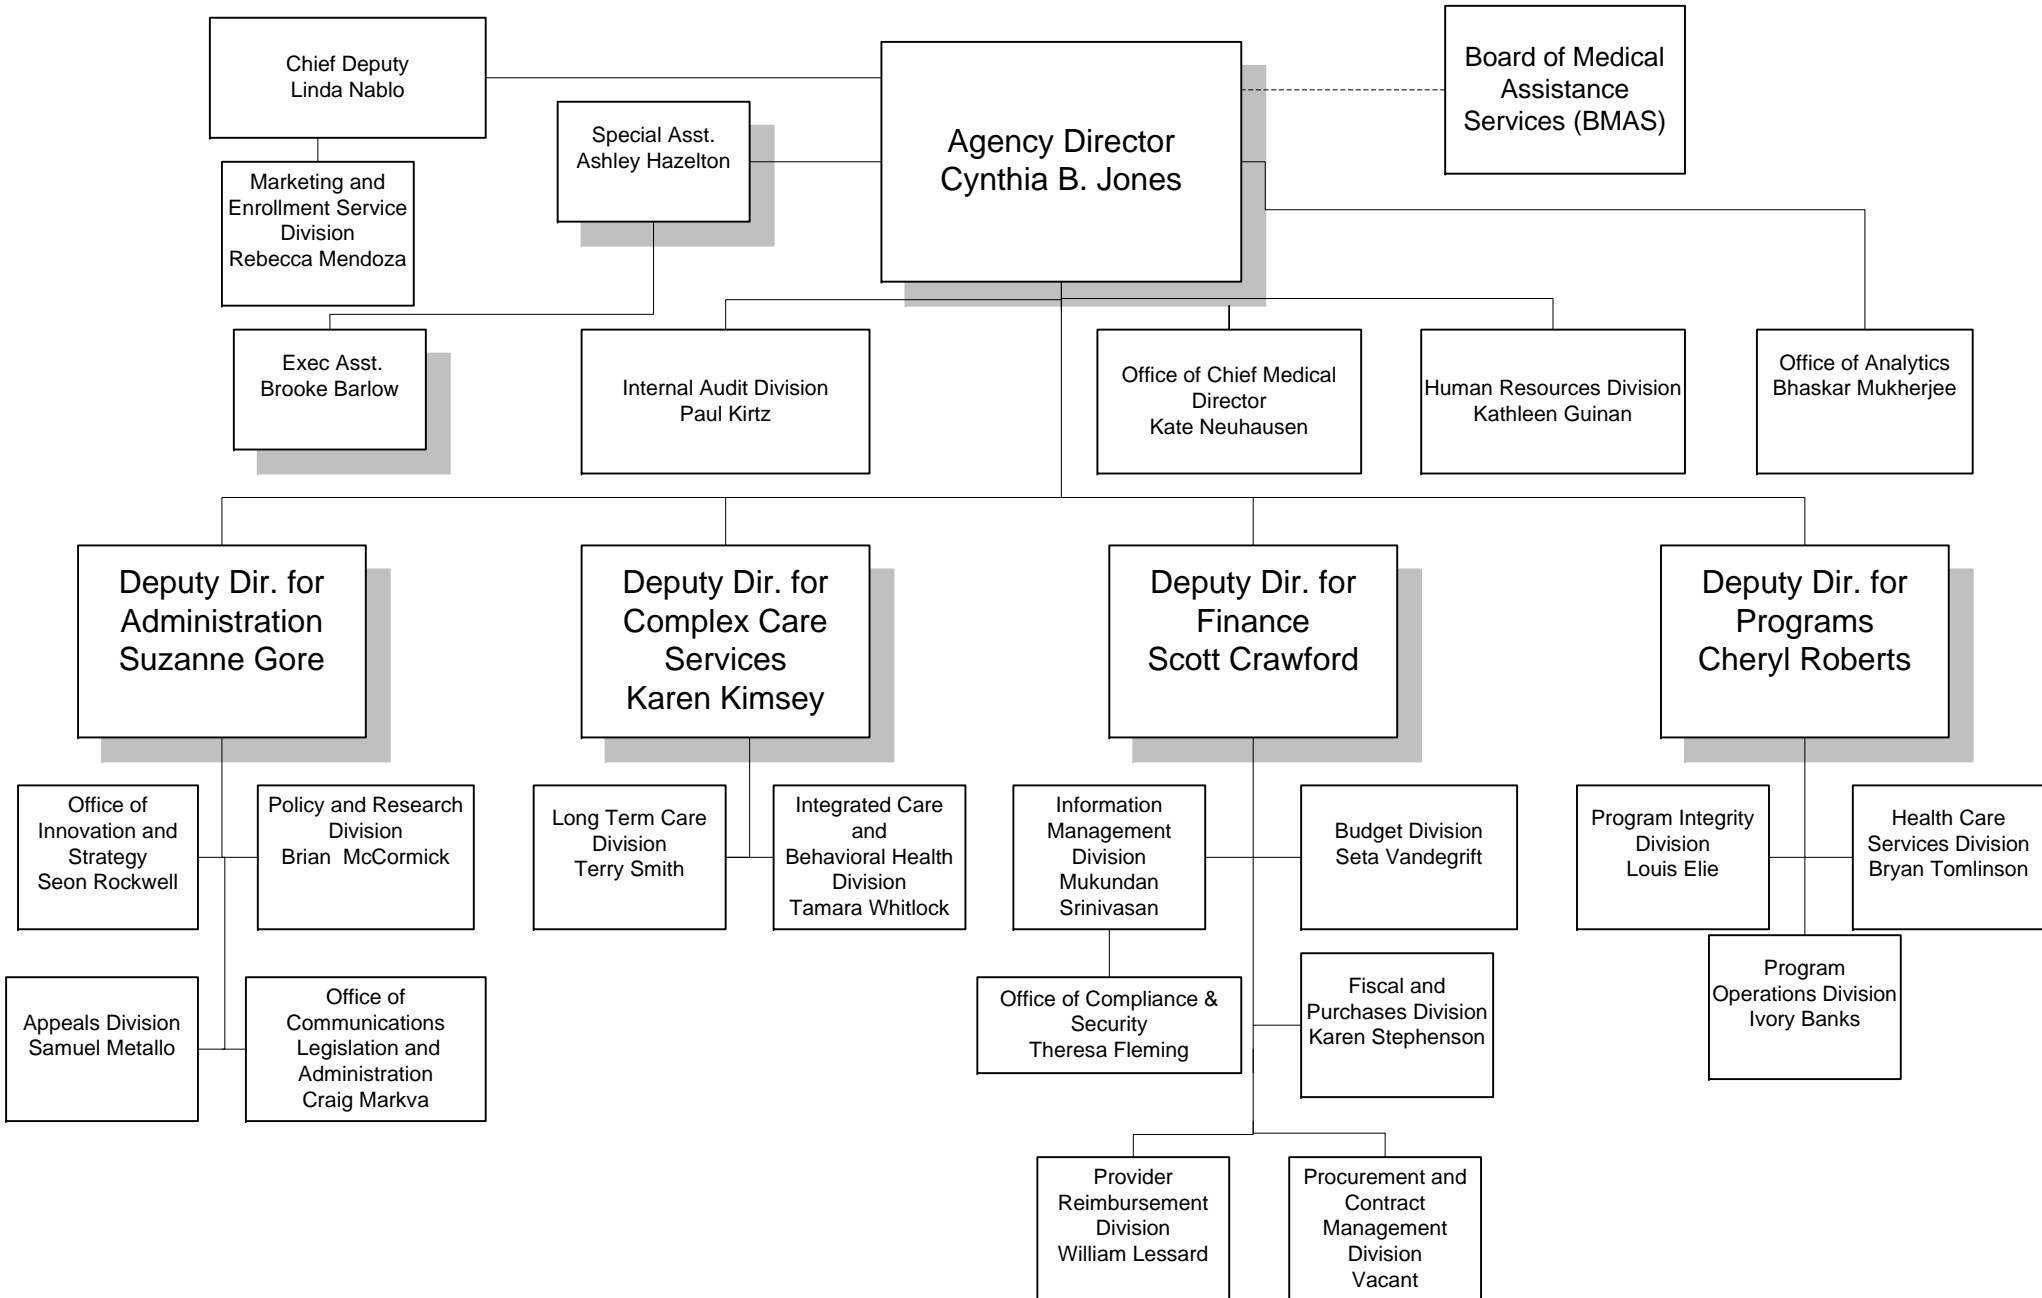 Chief Deputy
Linda Nablo
Agency Director
Cynthia B. Jones
Board of Medical
Assistance
Services (BMAS)
Special Asst.
Ashley Hazelton
Marketing and
Enrollment Service
Division
Rebecca Mendoza
Exec Asst.
Brooke Barlow
Internal Audit Division
Paul Kirtz
Office of Chief Medical
Director
Kate Neuhausen
Human Resources Division
Kathleen Guinan
Office of Analytics
Bhaskar Mukherjee
Deputy Dir. for
Administration
Suzanne Gore
Deputy Dir. for
Complex Care
Services
Karen Kimsey
Deputy Dir. for
Finance
Scott Crawford
Deputy Dir. for
Programs
Cheryl Roberts
Office of
Innovation and
Strategy
Seon Rockwell
Policy and Research
Division
Brian  McCormick
Long Term Care
Division
Terry Smith
Integrated Care
and
Behavioral Health
Division
Tamara Whitlock
Information
Management
Division
Mukundan
Srinivasan
Budget Division
Seta Vandegrift
Program Integrity
Division
Louis Elie
Health Care
Services Division
Bryan Tomlinson
Appeals Division
Samuel Metallo
Office of
Communications
Legislation and
Administration
Craig Markva
Office of Compliance &
Security
Theresa Fleming
Fiscal and
Purchases Division
Karen Stephenson
Program
Operations Division
Ivory Banks
Provider
Reimbursement
Division
William Lessard
Procurement and
Contract
Management
Division
Vacant